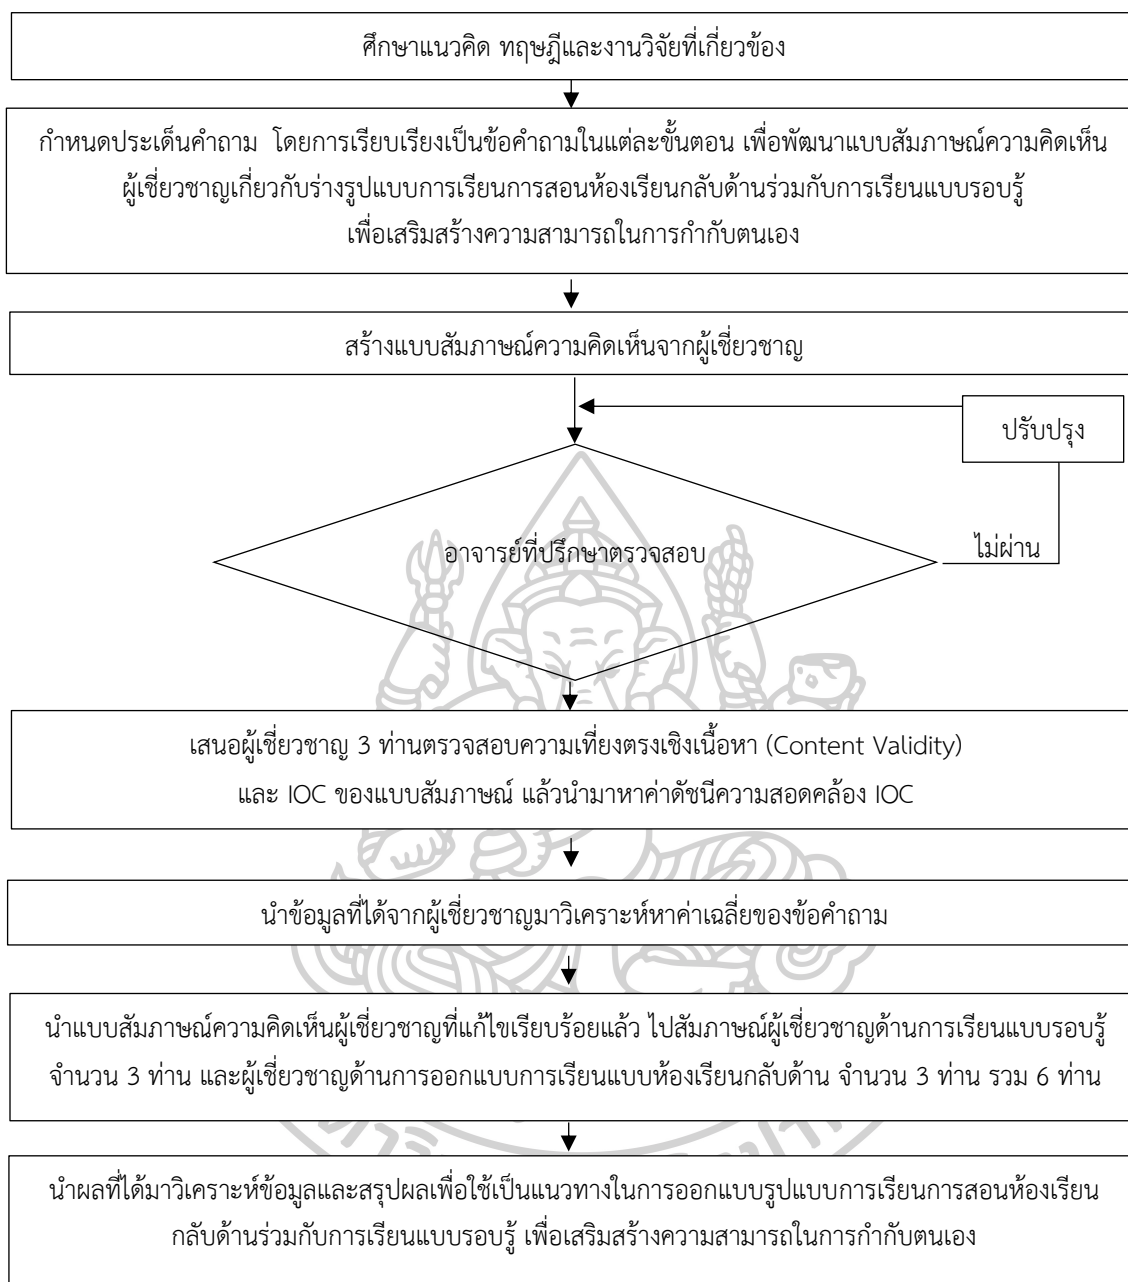 ศึกษาแนวคิด ทฤษฎีและงานวิจัยที่เกี่ยวข้อง
กำหนดประเด็นคำถาม โดยการเรียบเรียงเป็นข้อคำถามในแต่ละขั้นตอน เพื่อพัฒนาแบบสัมภาษณ์ความคิดเห็น
ผู้เชี่ยวชาญเกี่ยวกับร่างรูปแบบการเรียนการสอนห้องเรียนกลับด้านร่วมกับการเรียนแบบรอบรู้
เพื่อเสริมสร้างความสามารถในการกำกับตนเอง
สร้างแบบสัมภาษณ์ความคิดเห็นจากผู้เชี่ยวชาญ
ปรับปรุง
อาจารย์ที่ปรึกษาตรวจสอบ
ไม่ผ่าน
เสนอผู้เชี่ยวชาญ 3 ท่านตรวจสอบความเที่ยงตรงเชิงเนื้อหา (Content Validity)
และ IOC ของแบบสัมภาษณ์ แล้วนำมาหาค่าดัชนีความสอดคล้อง IOC
นำข้อมูลที่ได้จากผู้เชี่ยวชาญมาวิเคราะห์หาค่าเฉลี่ยของข้อคำถาม
นำแบบสัมภาษณ์ความคิดเห็นผู้เชี่ยวชาญที่แก้ไขเรียบร้อยแล้ว ไปสัมภาษณ์ผู้เชี่ยวชาญด้านการเรียนแบบรอบรู้
จำนวน 3 ท่าน และผู้เชี่ยวชาญด้านการออกแบบการเรียนแบบห้องเรียนกลับด้าน จำนวน 3 ท่าน รวม 6 ท่าน
นำผลที่ได้มาวิเคราะห์ข้อมูลและสรุปผลเพื่อใช้เป็นแนวทางในการออกแบบรูปแบบการเรียนการสอนห้องเรียน
กลับด้านร่วมกับการเรียนแบบรอบรู้ เพื่อเสริมสร้างความสามารถในการกำกับตนเอง